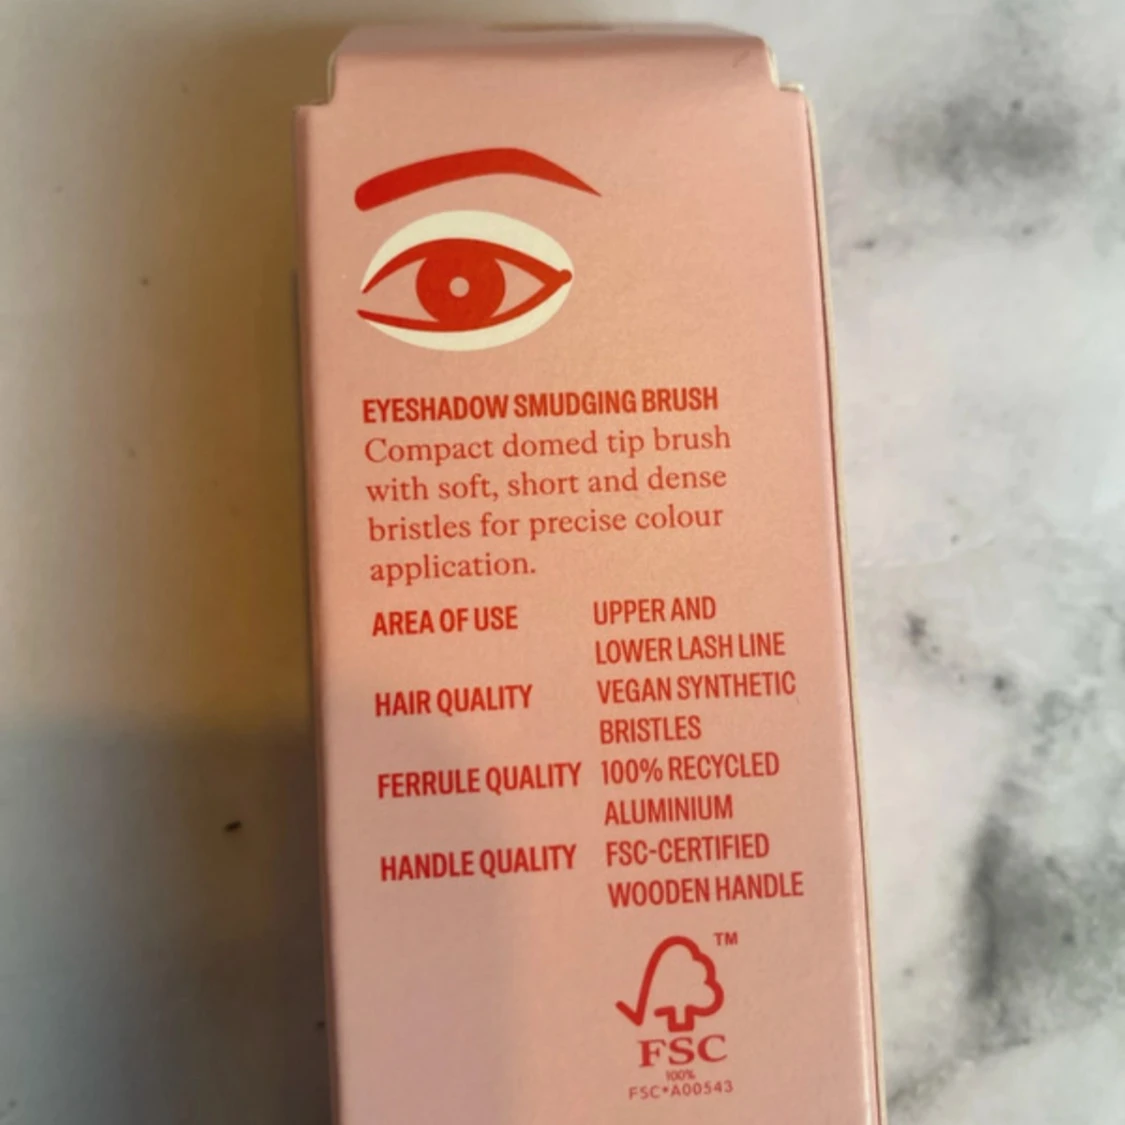 EYESHADOW SMUDGING BRUSH
Compact domed tip brush
with soft, short and dense
bristles for precise colour
application.
AREA OF USE UPPER AND
LOWER LASH LINE
HAIR QUALITY VEGAN SYNTHETIC
BRISTLES
FERRULE QUALITY 100% RECYCLED
ALUMINIUM
HANDLE QUALITY FSC-CERTIFIED
WOODEN HANDLE
TM
FSC
100%
FSC*A00543